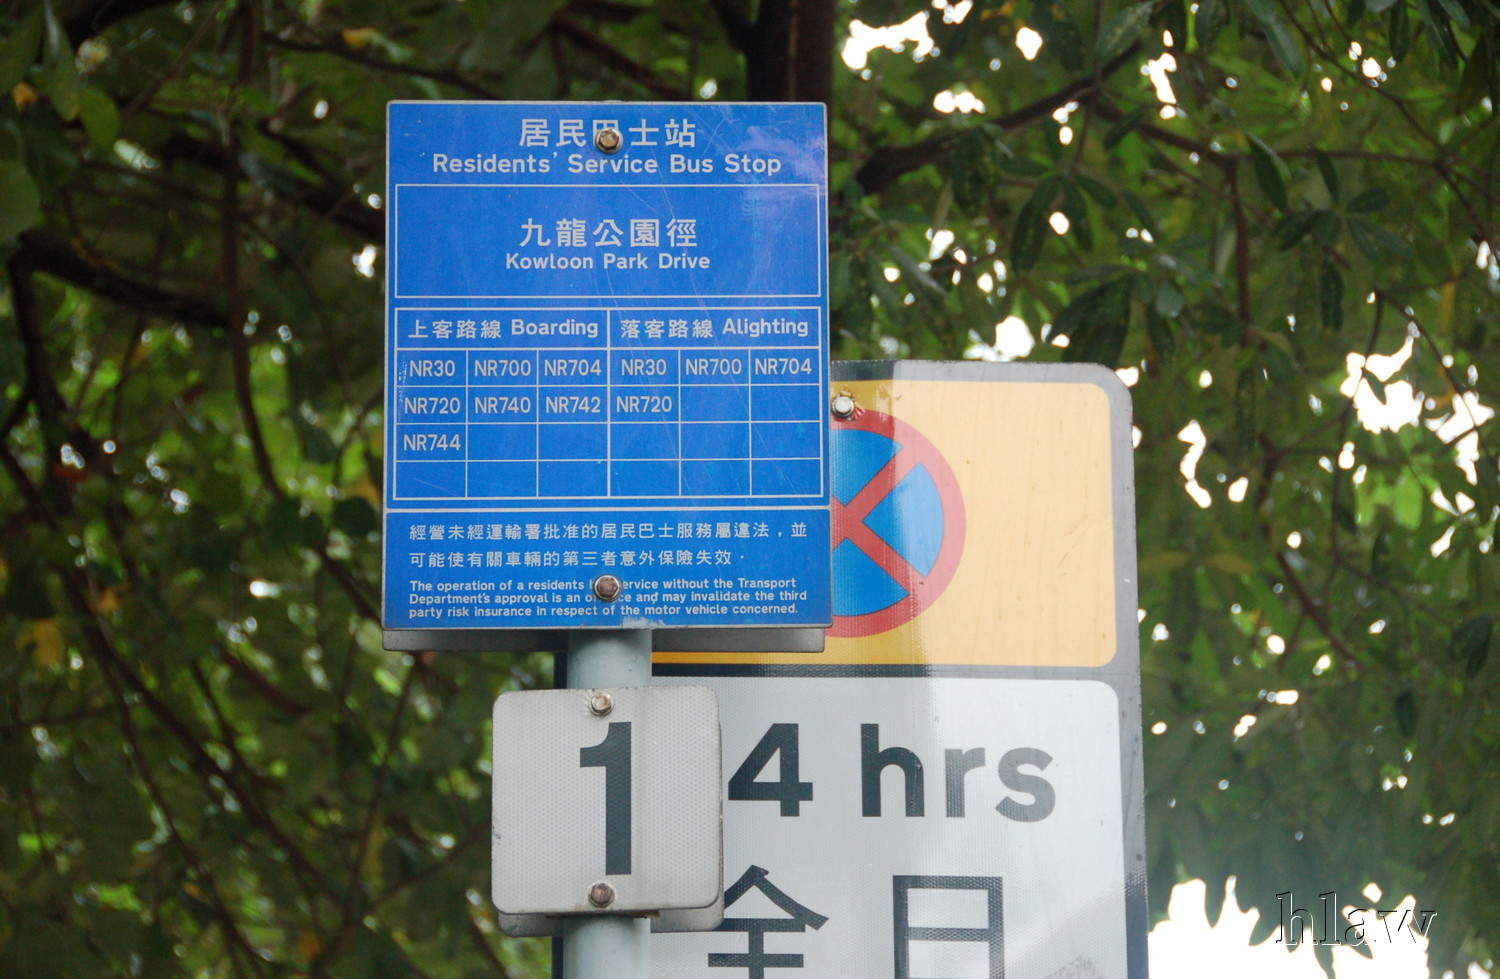 居民巴士站
Residents' Service Bus Stop
九龍公園徑
Kowloon Park Drive
上客路線 Boarding 落客路線 Alighting
NR30 NR700 NR704 NR30 NR700 NR704
NR720 NR740 NR742 NR720
NR744
經營未經運輸署批准的居民巴士服務屬違法，並
可能使有關車輛的第三者意外保險失效．
The operation of a residents service without the Transport
Department's approval is an and may invalidate the third
party risk insurance in respect of the motor vehicle concerned.
1
4 hrs
全日
hlaw